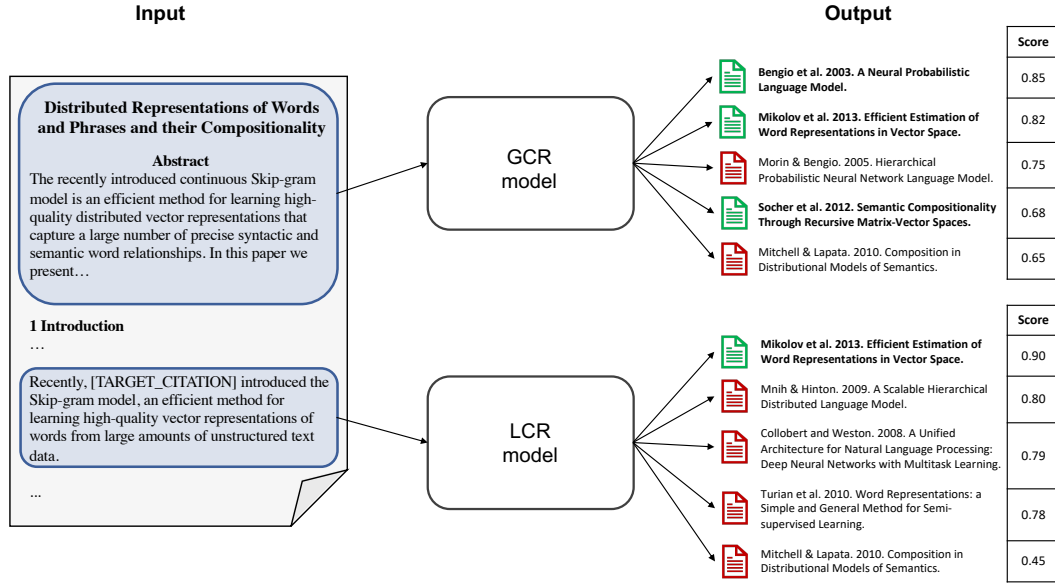 Input
Output
Distributed Representations of Words
and Phrases and their Compositionality
Abstract
The recently introduced continuous Skip-gram
model is an efficient method for learning high-
quality distributed vector representations that
capture a large number of precise syntactic and
semantic word relationships. In this paper we
present…
1 Introduction
…
Recently, [TARGET_CITATION] introduced the
Skip-gram model, an efficient method for
learning high-quality vector representations of
words from large amounts of unstructured text
data.
...
GCR
model
LCR
model
Score
Bengio et al. 2003. A Neural Probabilistic
Language Model.
0.85
Mikolov et al. 2013. Efficient Estimation of
Word Representations in Vector Space.
0.82
Morin & Bengio. 2005. Hierarchical
Probabilistic Neural Network Language Model.
0.75
Socher et al. 2012. Semantic Compositionality
Through Recursive Matrix-Vector Spaces.
0.68
Mitchell & Lapata. 2010. Composition in
Distributional Models of Semantics.
0.65
Score
Mikolov et al. 2013. Efficient Estimation of
Word Representations in Vector Space.
0.90
Mnih & Hinton. 2009. A Scalable Hierarchical
Distributed Language Model.
0.80
Collobert and Weston. 2008. A Unified
Architecture for Natural Language Processing:
Deep Neural Networks with Multitask Learning.
0.79
Turian et al. 2010. Word Representations: a
Simple and General Method for Semi-
supervised Learning.
0.78
Mitchell & Lapata. 2010. Composition in
Distributional Models of Semantics.
0.45